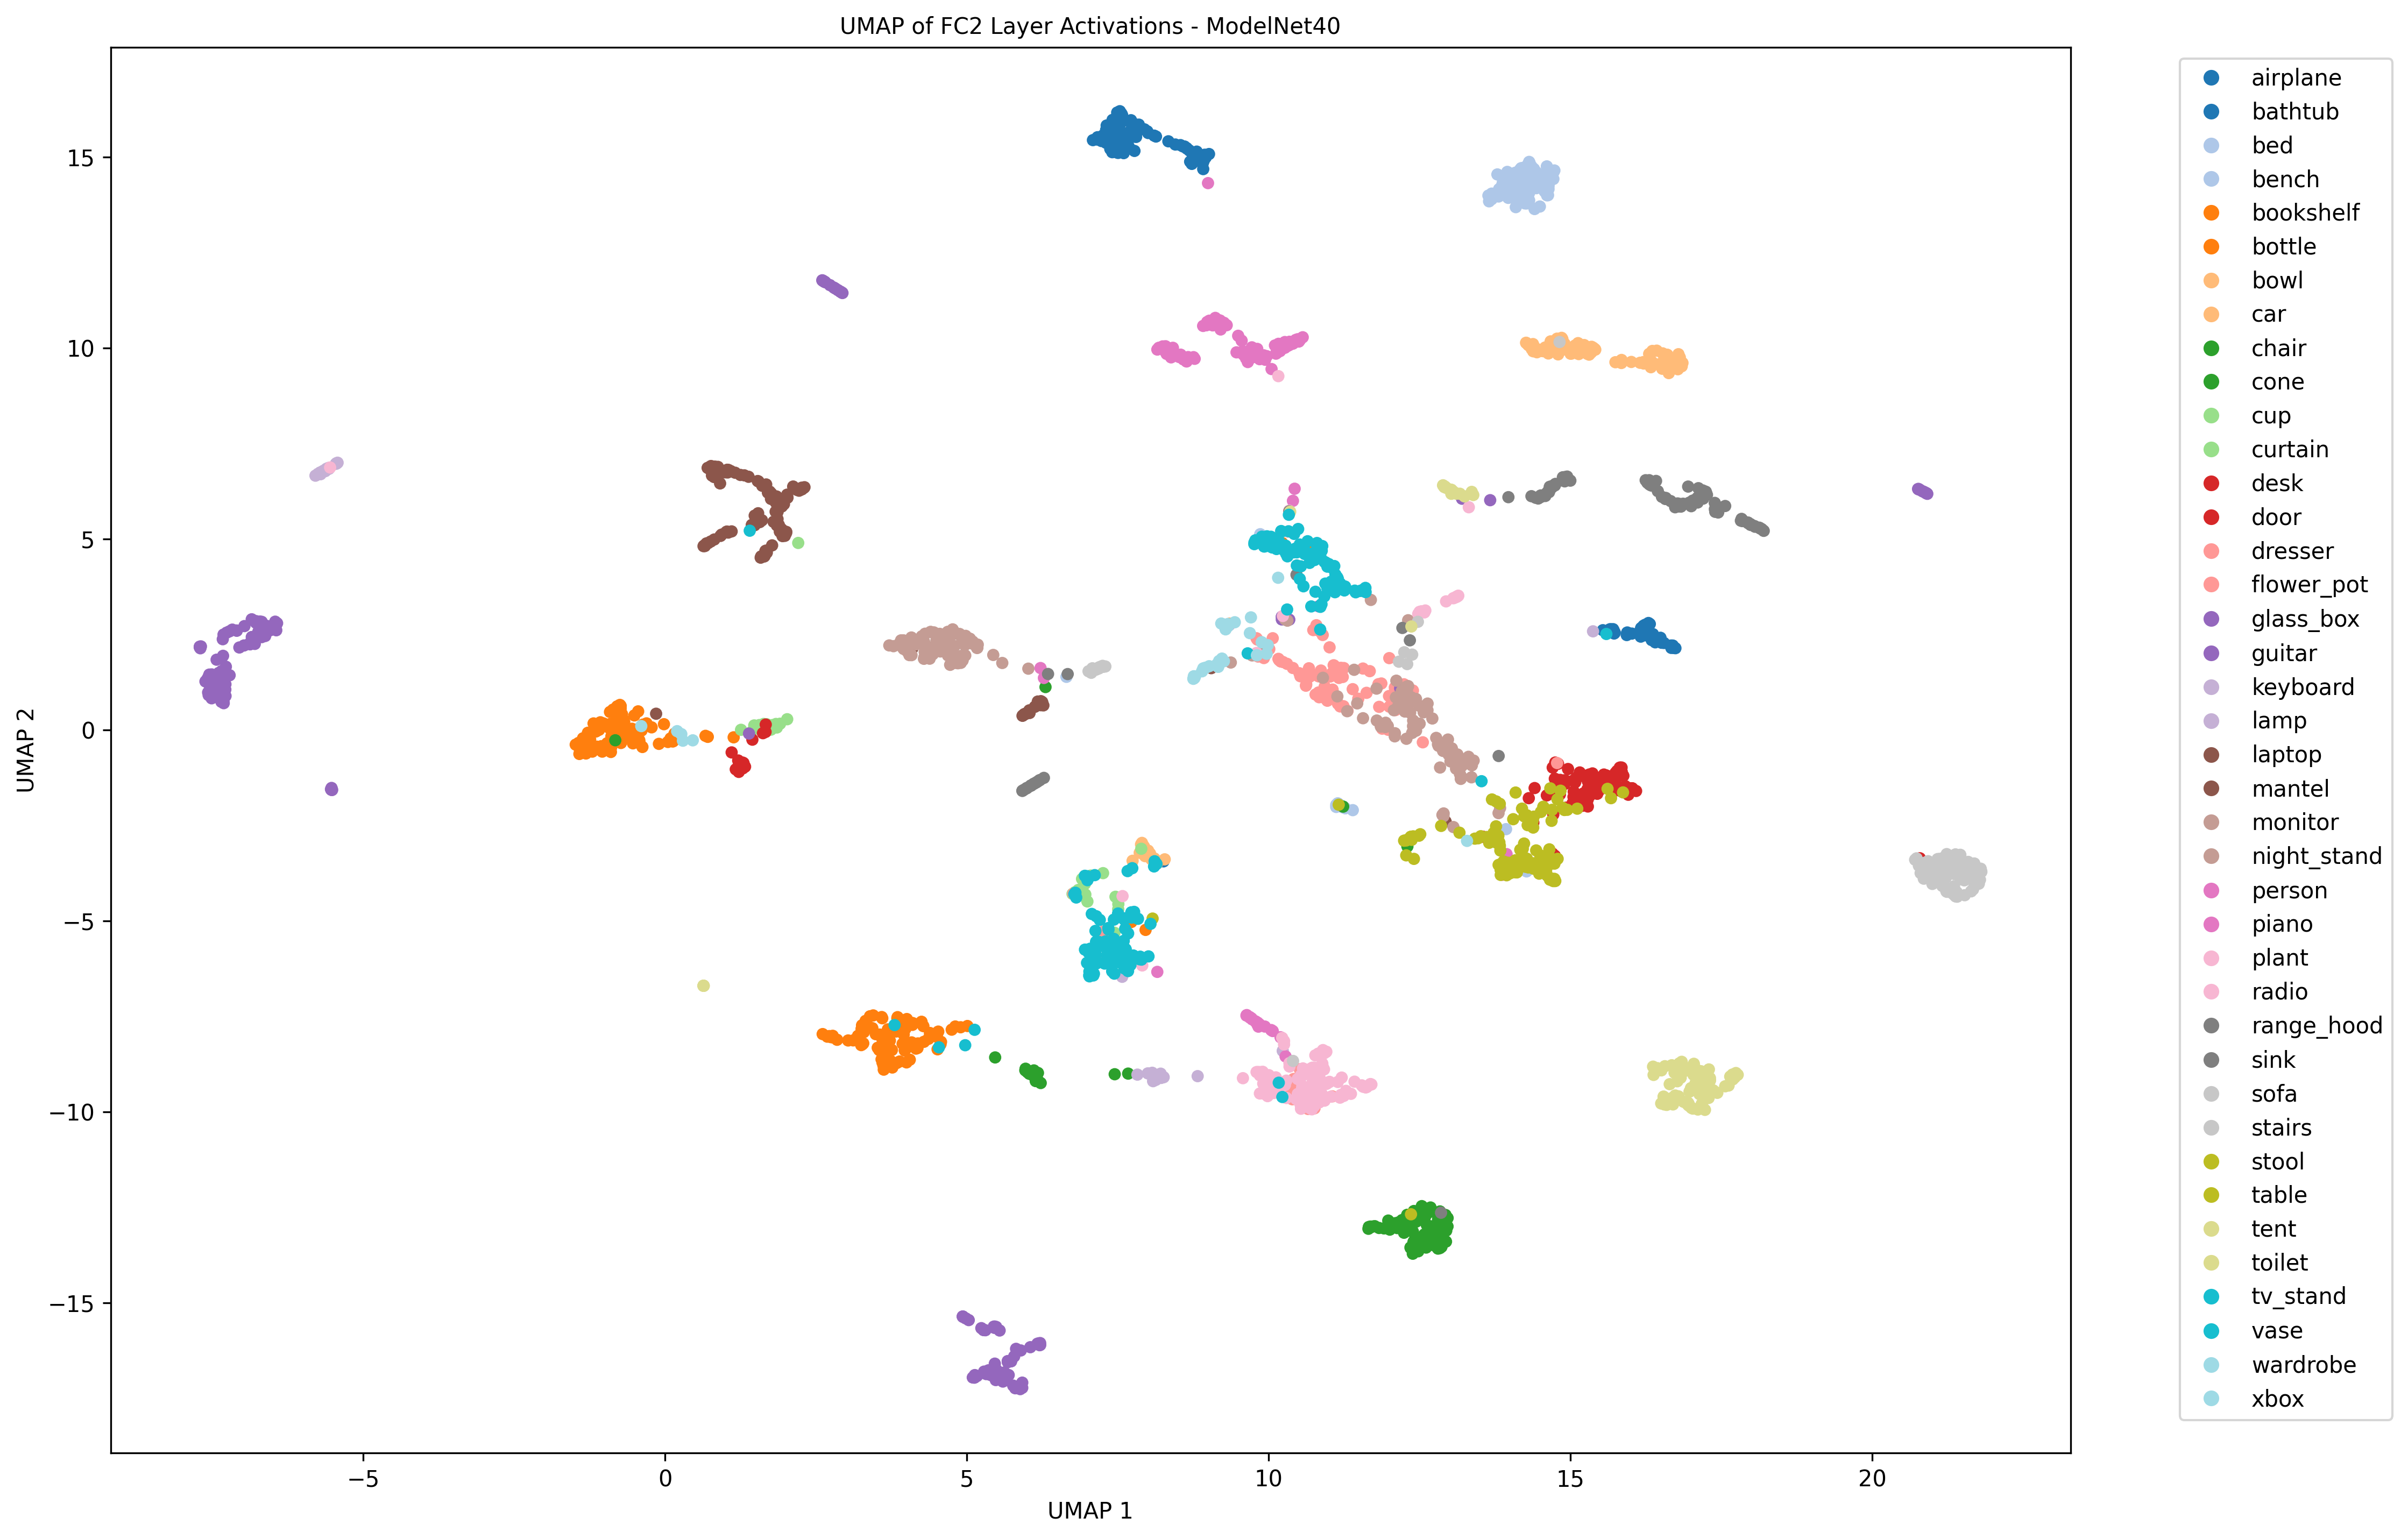 UMAP of FC2 Layer Activations - ModelNet40
UMAP 2
15
10
5
0
−5
−10
−15
−5
0
5
10
15
20
UMAP 1
airplane
bathtub
bed
bench
bookshelf
bottle
bowl
car
chair
cone
cup
curtain
desk
door
dresser
flower_pot
glass_box
guitar
keyboard
lamp
laptop
mantel
monitor
night_stand
person
piano
plant
radio
range_hood
sink
sofa
stairs
stool
table
tent
toilet
tv_stand
vase
wardrobe
xbox